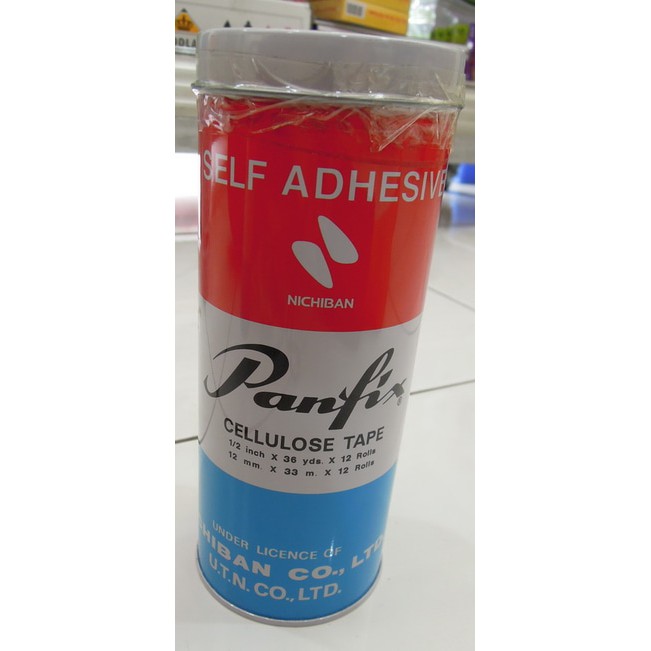 SELF ADHESIVE
NICHIBAN
Panfix®
CELLULOSE TAPE
1/2 inch X 36 yds. X 12 Rolls
12 mm. X 33 m. X 12 Rolls
UNDER LICENCE OF
NICHIBAN CO., LTD.
U.T.N. CO., LTD.